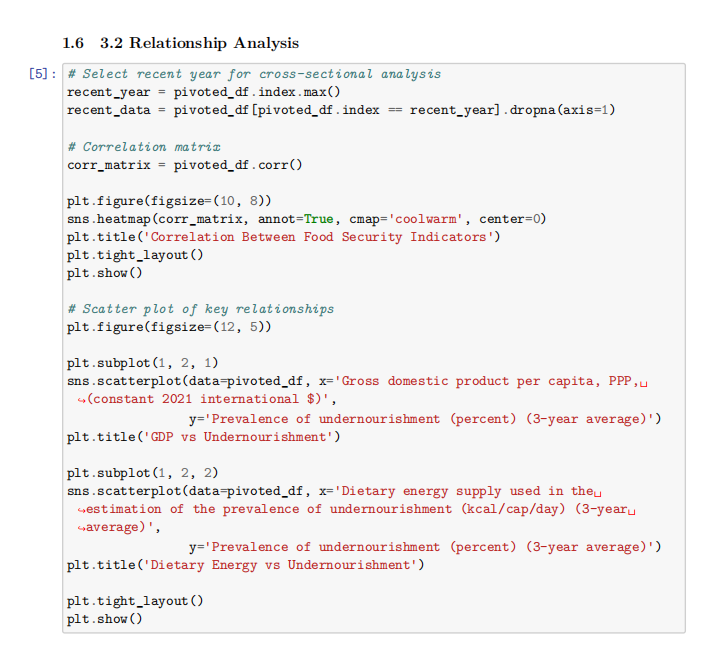 1.6 3.2 Relationship Analysis
[5]: # Select recent year for cross-sectional analysis
recent_year = pivoted_df.index.max()
recent_data = pivoted_df[pivoted_df.index == recent_year].dropna(axis=1)
# Correlation matrix
corr_matrix = pivoted_df.corr()
plt.figure(figsize=(10, 8))
sns.heatmap(corr_matrix, annot=True, cmap='coolwarm', center=0)
plt.title('Correlation Between Food Security Indicators')
plt.tight_layout()
plt.show()
# Scatter plot of key relationships
plt.figure(figsize=(12, 5))
plt.subplot(1, 2, 1)
sns.scatterplot(data=pivoted_df, x='Gross domestic product per capita, PPP,␣
↪(constant 2021 international $)',
y='Prevalence of undernourishment (percent) (3-year average)')
plt.title('GDP vs Undernourishment')
plt.subplot(1, 2, 2)
sns.scatterplot(data=pivoted_df, x='Dietary energy supply used in the␣
↪estimation of the prevalence of undernourishment (kcal/cap/day) (3-year␣
↪average)',
y='Prevalence of undernourishment (percent) (3-year average)')
plt.title('Dietary Energy vs Undernourishment')
plt.tight_layout()
plt.show()